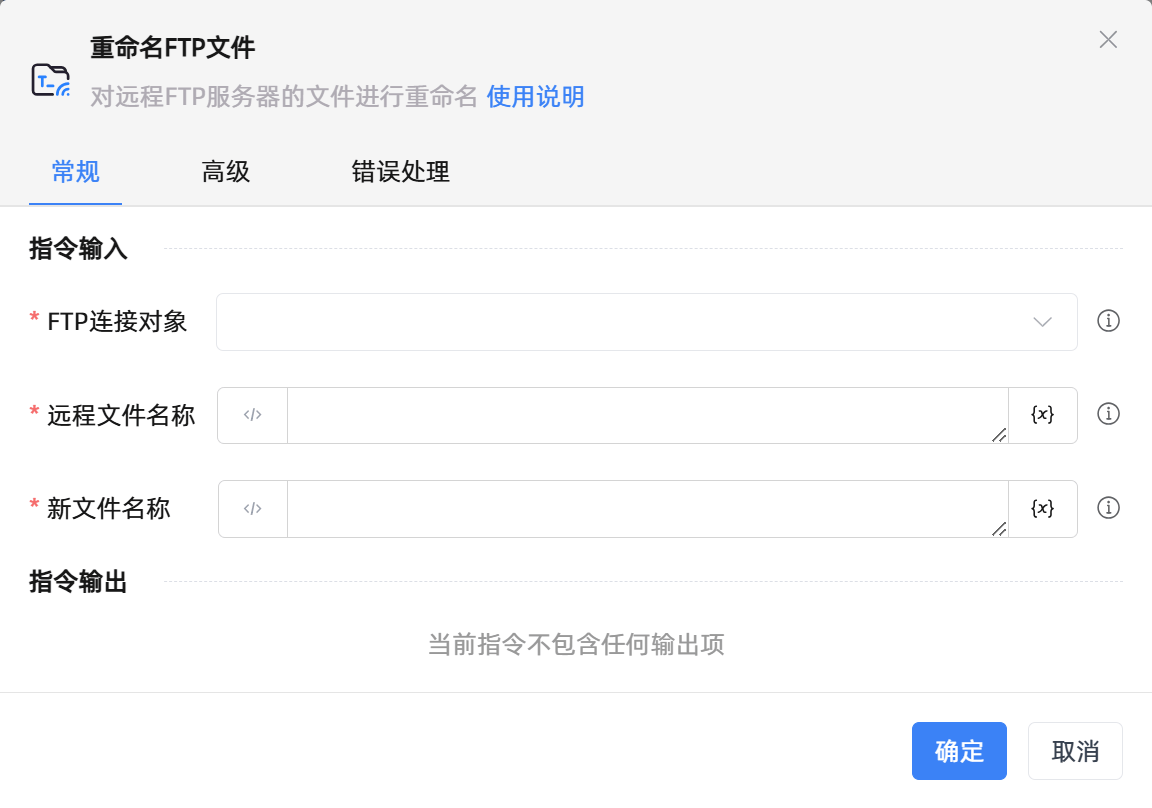 重命名FTP文件
对远程FTP服务器的文件进行重命名 使用说明
常规 高级 错误处理
指令输入
* FTP连接对象
* 远程文件名称 </> {x}
* 新文件名称 </> {x}
指令输出
当前指令不包含任何输出项
确定 取消